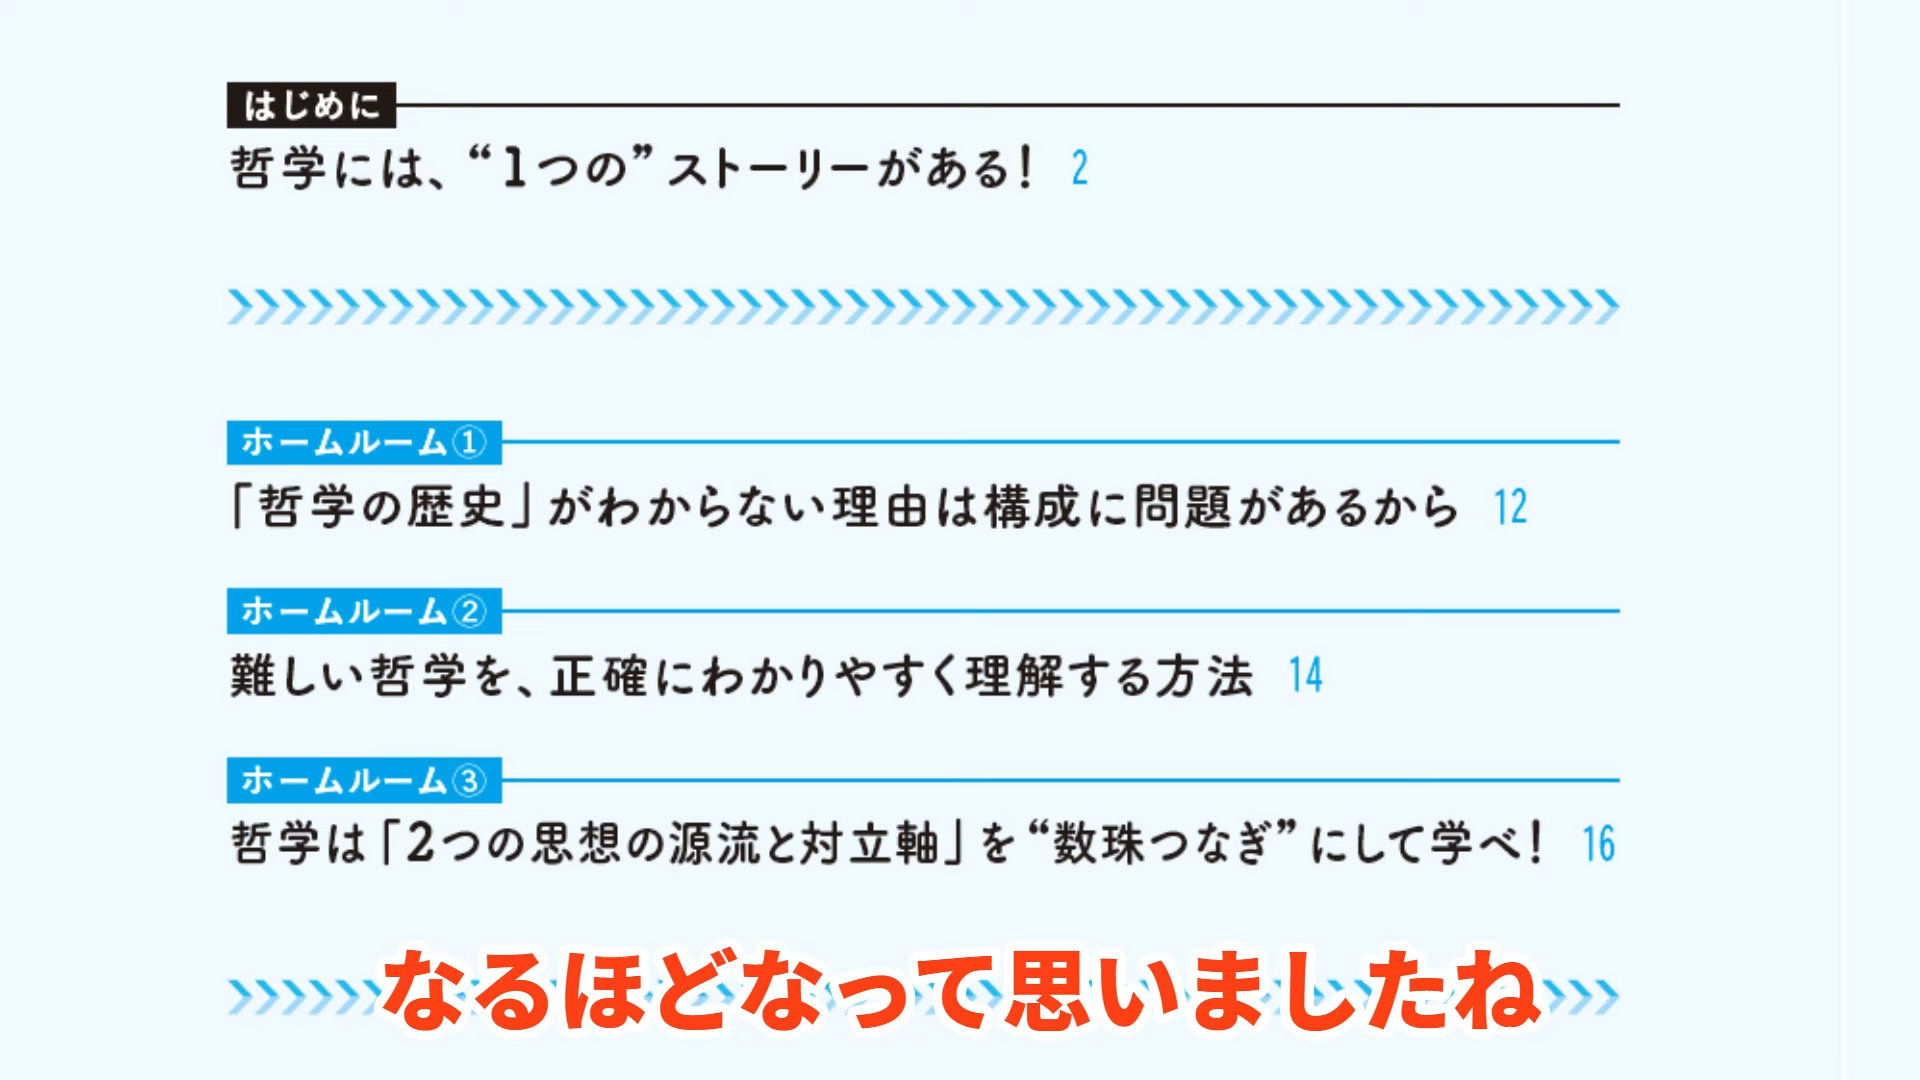 はじめに
哲学には、“1つの”ストーリーがある! 2
ホームルーム①
「哲学の歴史」がわからない理由は構成に問題があるから 12
ホームルーム②
難しい哲学を、正確にわかりやすく理解する方法 14
ホームルーム③
哲学は「2つの思想の源流と対立軸」を“数珠つなぎ”にして学べ! 16
なるほどなって思いましたね